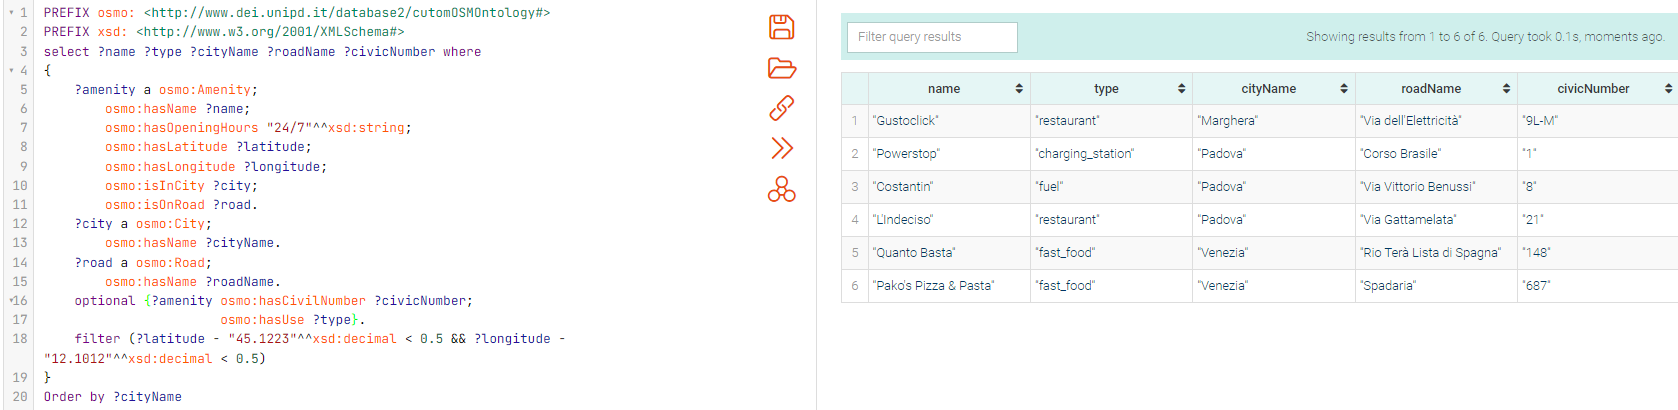 1 PREFIX osmo: <http://www.dei.unipd.it/database2/cutomOSMOntology#>
2 PREFIX xsd: <http://www.w3.org/2001/XMLSchema#>
3 select ?name ?type ?cityName ?roadName ?civicNumber where
4 {
5 ?amenity a osmo:Amenity;
6 osmo:hasName ?name;
7 osmo:hasOpeningHours "24/7"^^xsd:string;
8 osmo:hasLatitude ?latitude;
9 osmo:hasLongitude ?longitude;
10 osmo:isInCity ?city;
11 osmo:isOnRoad ?road.
12 ?city a osmo:City;
13 osmo:hasName ?cityName.
14 ?road a osmo:Road;
15 osmo:hasName ?roadName.
16 optional {?amenity osmo:hasCivilNumber ?civicNumber;
17 osmo:hasUse ?type}.
18 filter (?latitude - "45.1223"^^xsd:decimal < 0.5 && ?longitude -
"12.1012"^^xsd:decimal < 0.5)
19 }
20 Order by ?cityName
Filter query results Showing results from 1 to 6 of 6. Query took 0.1s, moments ago.
name type cityName roadName civicNumber
1 "Gustoclick" "restaurant" "Marghera" "Via dell'Elettricità" "9L-M"
2 "Powerstop" "charging_station" "Padova" "Corso Brasile" "1"
3 "Costantin" "fuel" "Padova" "Via Vittorio Benussi" "8"
4 "L'Indeciso" "restaurant" "Padova" "Via Gattamelata" "21"
5 "Quanto Basta" "fast_food" "Venezia" "Rio Terà Lista di Spagna" "148"
6 "Pako's Pizza & Pasta" "fast_food" "Venezia" "Spadaria" "687"